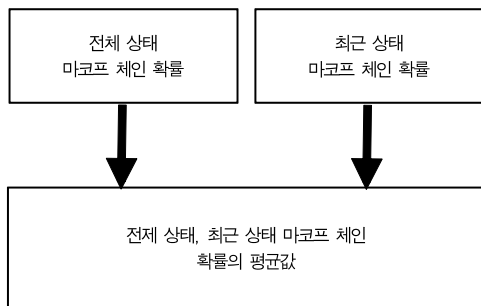 전체 상태
마코프 체인 확률
최근 상태
마코프 체인 확률
전제 상태, 최근 상태 마코프 체인
확률의 평균값